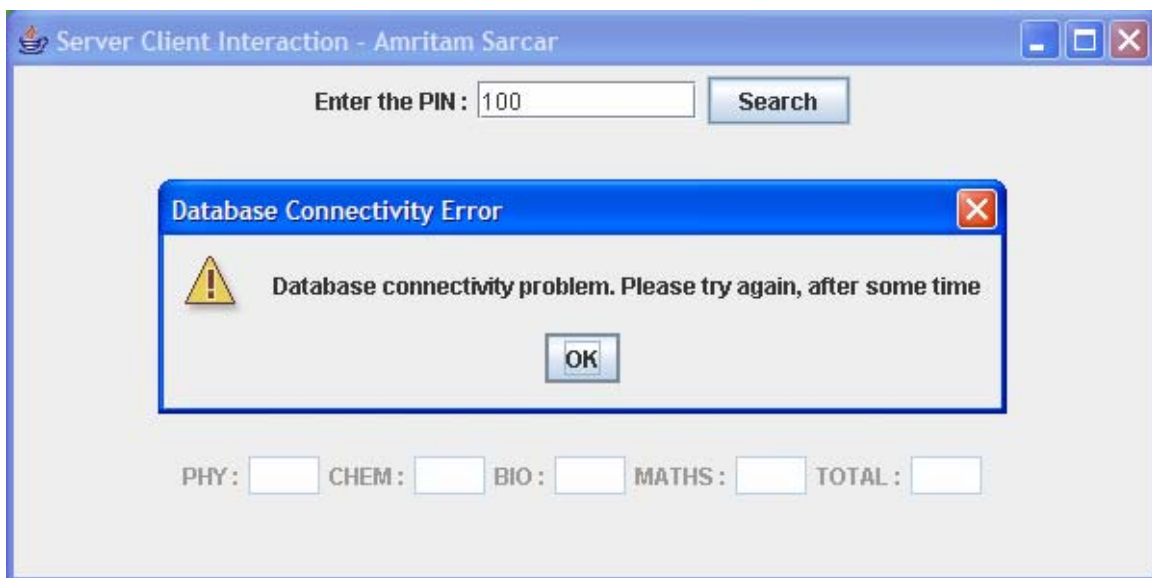 Server Client Interaction - Amritam Sarcar
Enter the PIN : 100 Search
Database Connectivity Error
Database connectivity problem. Please try again, after some time
OK
PHY : CHEM : BIO : MATHS : TOTAL :